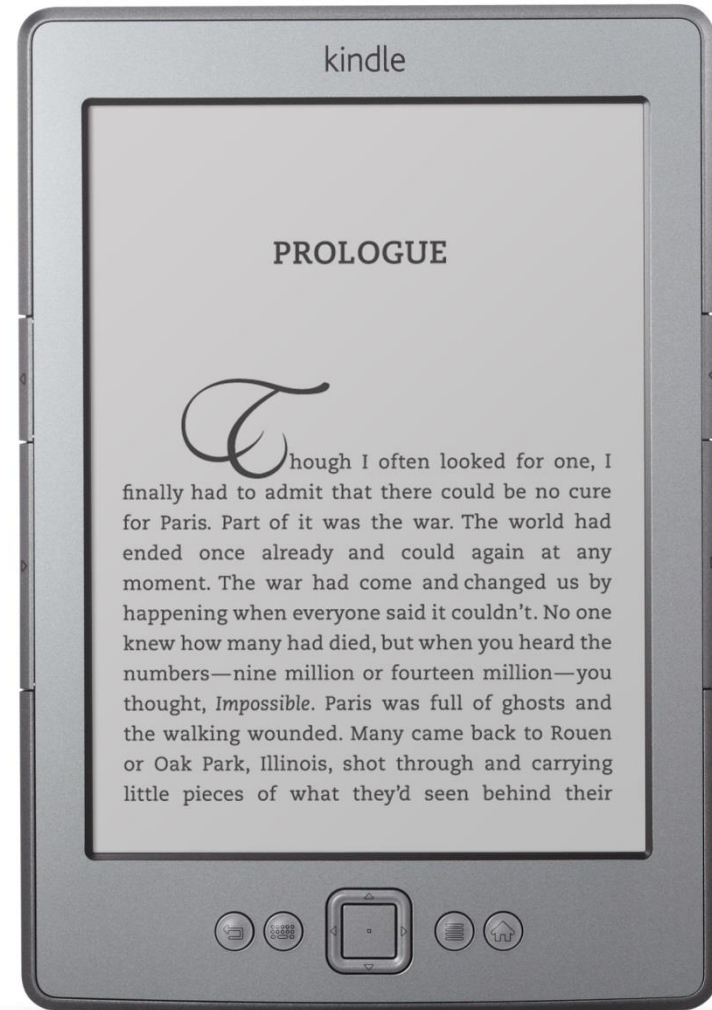 kindle
PROLOGUE
Though I often looked for one, I
finally had to admit that there could be no cure
for Paris. Part of it was the war. The world had
ended once already and could again at any
moment. The war had come and changed us by
happening when everyone said it couldn't. No one
knew how many had died, but when you heard the
numbers—nine million or fourteen million—you
thought, Impossible. Paris was full of ghosts and
the walking wounded. Many came back to Rouen
or Oak Park, Illinois, shot through and carrying
little pieces of what they'd seen behind their